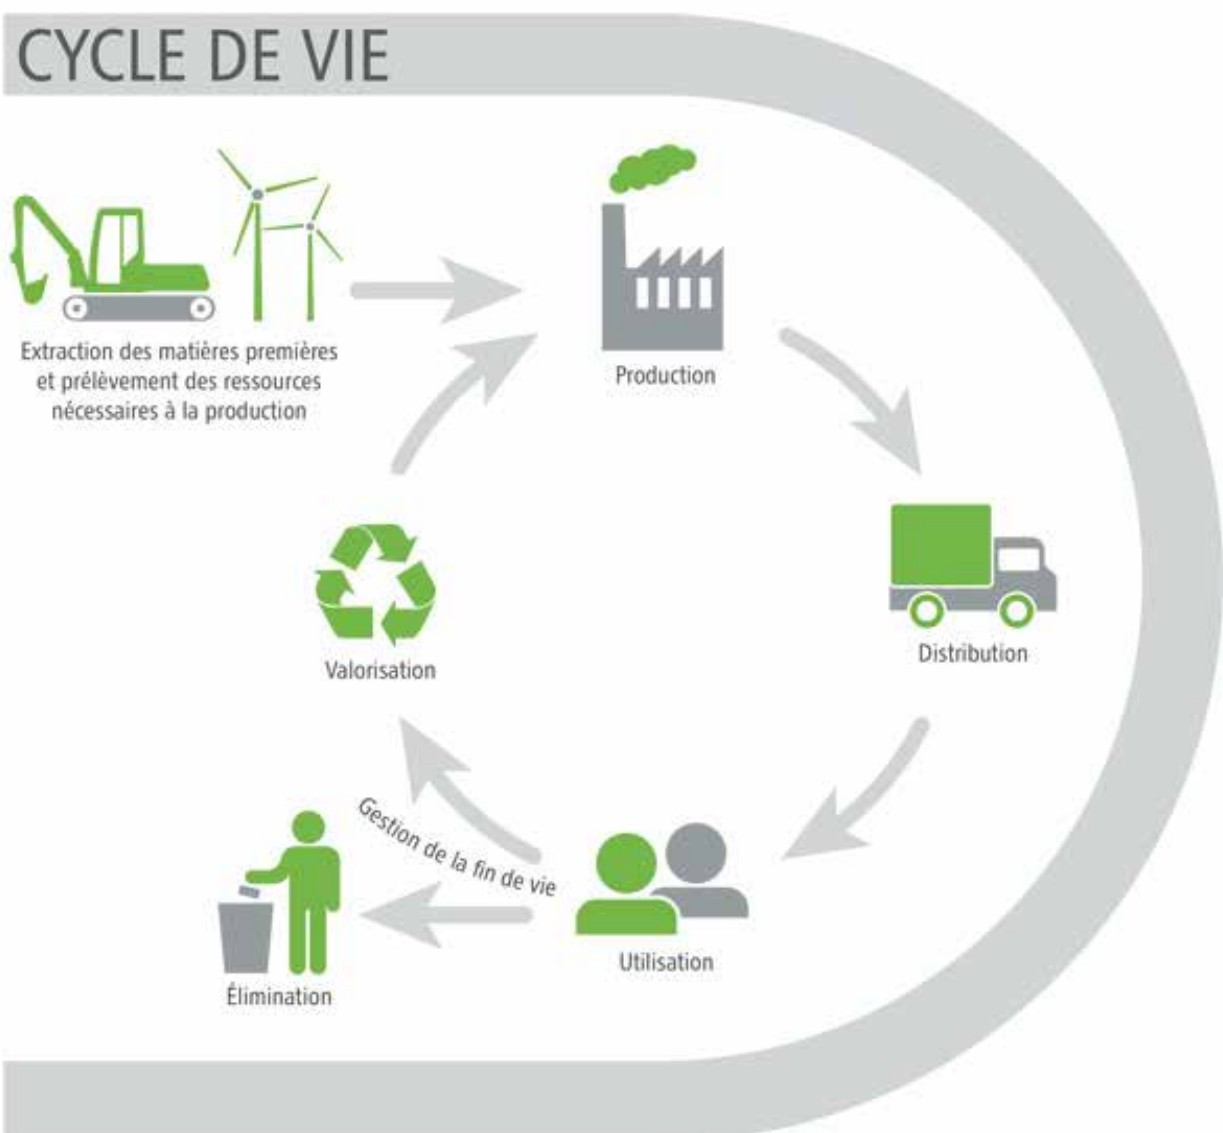 CYCLE DE VIE
Extraction des matières premières
et prélèvement des ressources
nécessaires à la production
Production
Distribution
Valorisation
Gestion de la fin de vie
Utilisation
Élimination